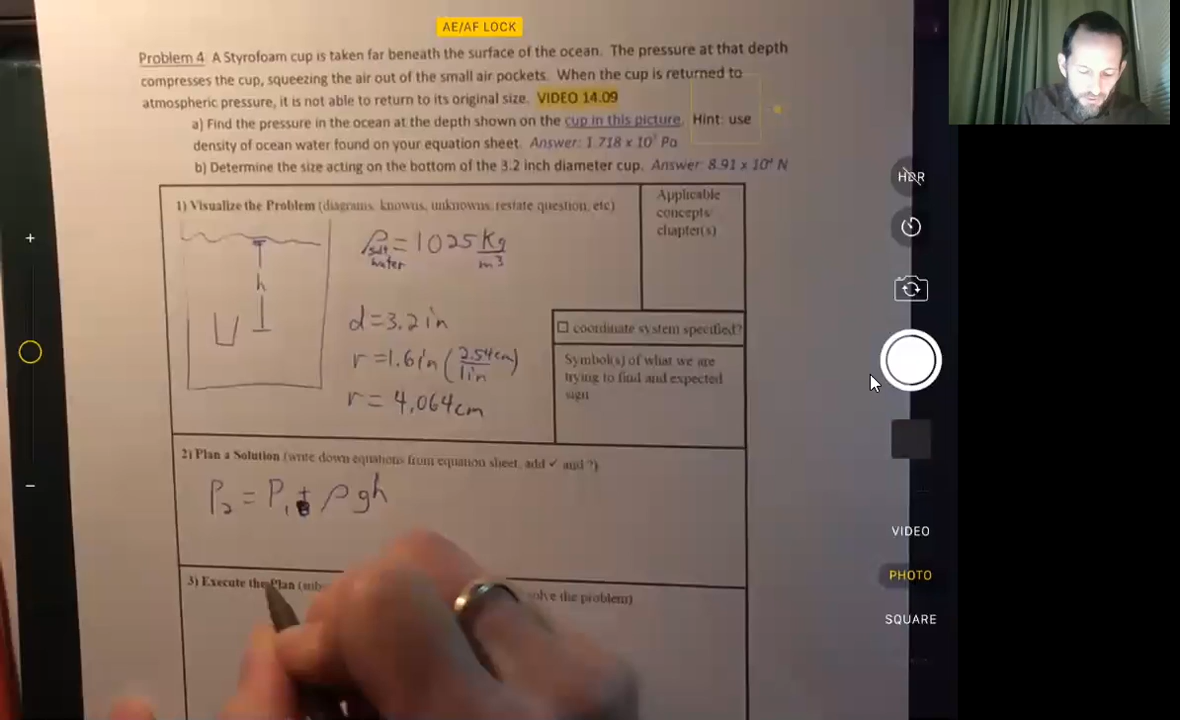 AE/AF LOCK
Problem 4 A Styrofoam cup is taken far beneath the surface of the ocean. The pressure at that depth
compresses the cup, squeezing the air out of the small air pockets. When the cup is returned to
atmospheric pressure, it is not able to return to its original size. VIDEO 14.09
a) Find the pressure in the ocean at the depth shown on the cup in this picture. Hint: use
density of ocean water found on your equation sheet. Answer: 1.718 x 10⁷ Pa
b) Determine the size acting on the bottom of the 3.2 inch diameter cup. Answer: 8.91 x 10⁴ N
1) Visualize the Problem (diagrams, knowns, unknowns, restate question, etc)
Applicable
concepts/
chapter(s)
ρ salt water = 1025 Kg/m³
h
d = 3.2 in
r = 1.6 in (2.54 cm / 1 in)
r = 4.064 cm
☐ coordinate system specified?
Symbol(s) of what we are
trying to find and expected
sign
2) Plan a Solution (write down equations from equation sheet, add ✓ and ?)
P₂ = P₁ + ρgh
3) Execute the Plan
solve the problem)
HDR
VIDEO
PHOTO
SQUARE